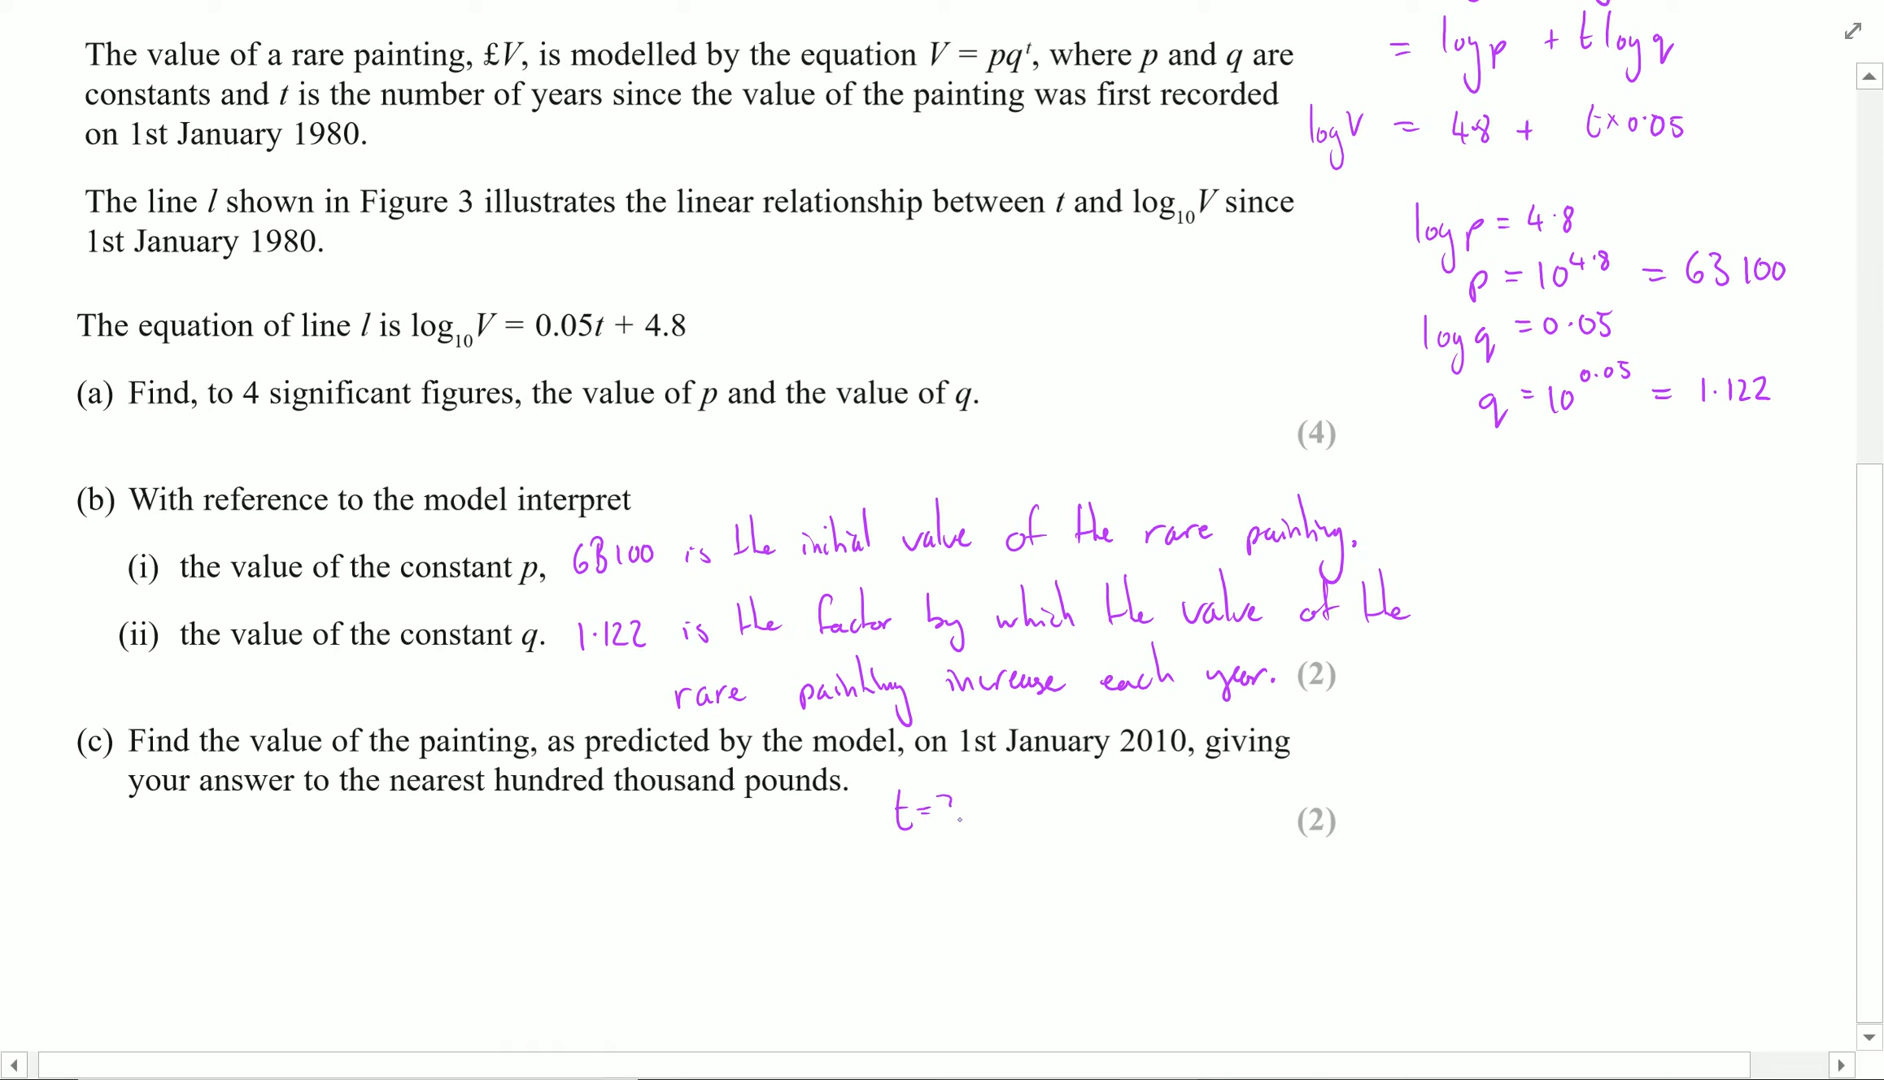 = log p + t log q
The value of a rare painting, £V, is modelled by the equation V = pqᵗ, where p and q are
constants and t is the number of years since the value of the painting was first recorded
on 1st January 1980.
log V = 4.8 + t × 0.05
The line l shown in Figure 3 illustrates the linear relationship between t and log₁₀V since
1st January 1980.
log p = 4.8
p = 10^4.8 = 63 100
The equation of line l is log₁₀V = 0.05t + 4.8
log q = 0.05
q = 10^0.05 = 1.122
(a) Find, to 4 significant figures, the value of p and the value of q.
(4)
(b) With reference to the model interpret
(i) the value of the constant p, 63100 is the initial value of the rare painting.
(ii) the value of the constant q. 1.122 is the factor by which the value of the
rare painting increase each year. (2)
(c) Find the value of the painting, as predicted by the model, on 1st January 2010, giving
your answer to the nearest hundred thousand pounds.
t = ?
(2)